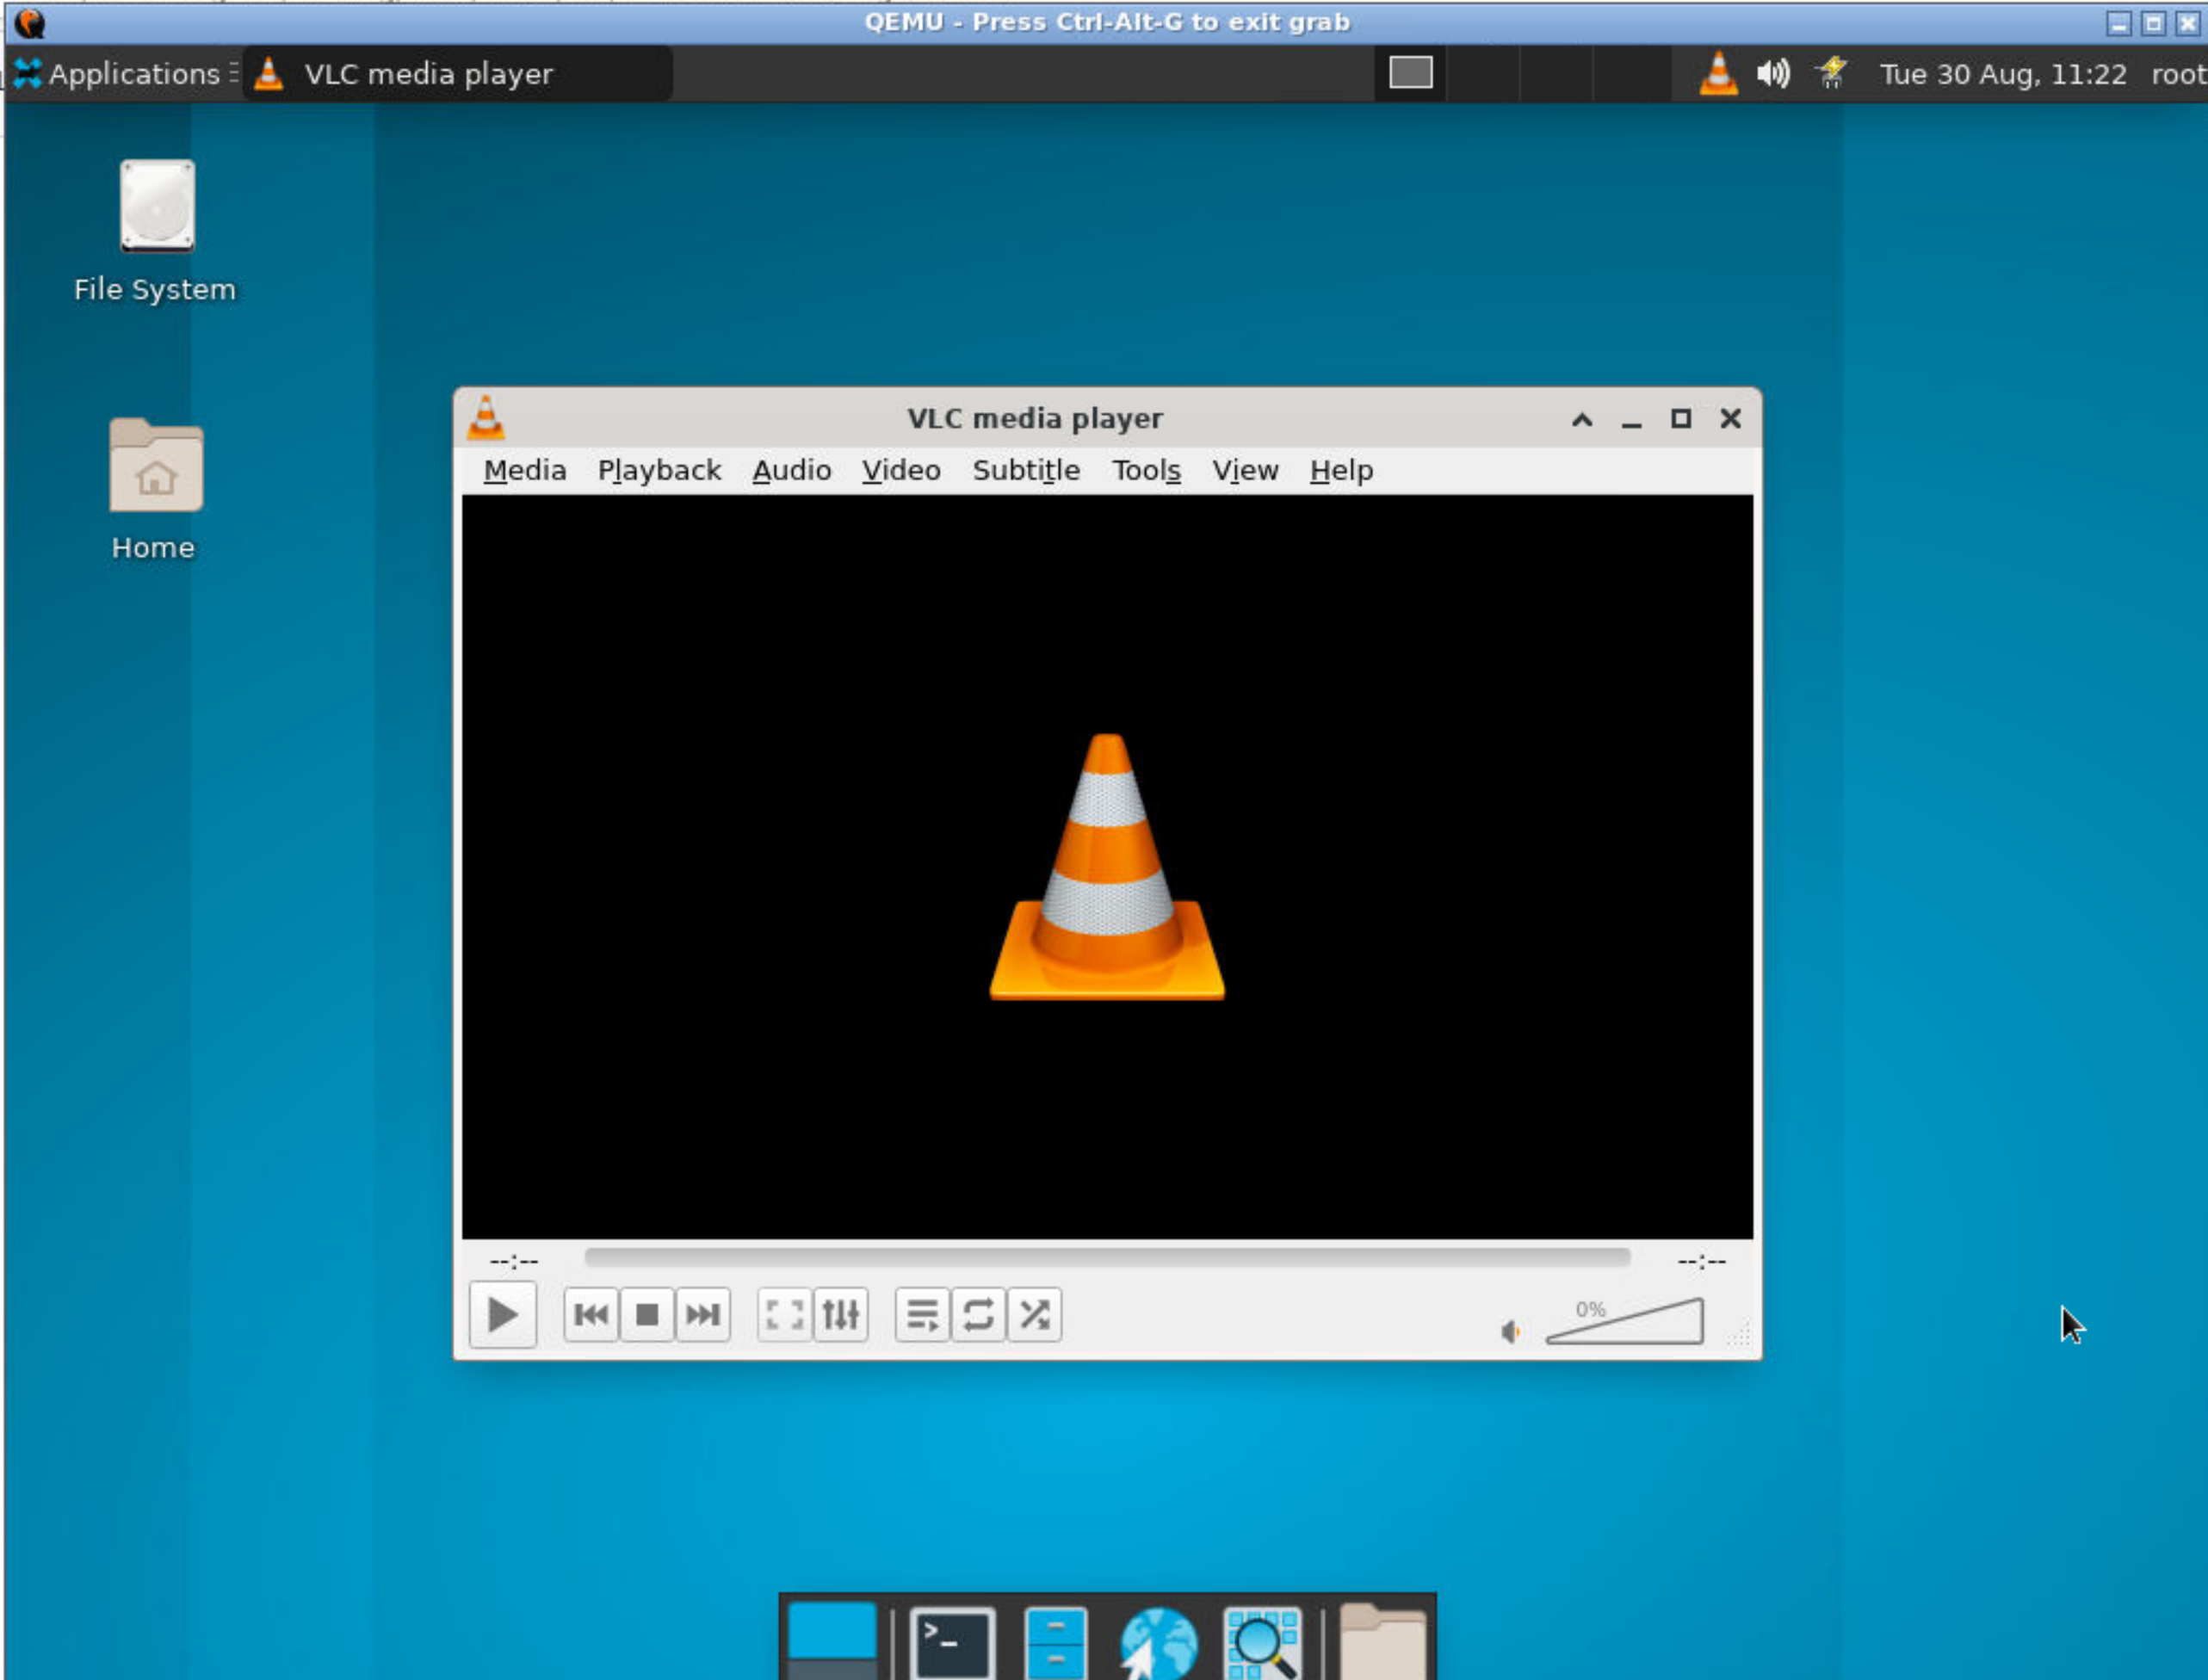 QEMU - Press Ctrl-Alt-G to exit grab
Applications VLC media player Tue 30 Aug, 11:22 root
File System
Home
VLC media player
Media Playback Audio Video Subtitle Tools View Help
--:-- --:--
0%
>_